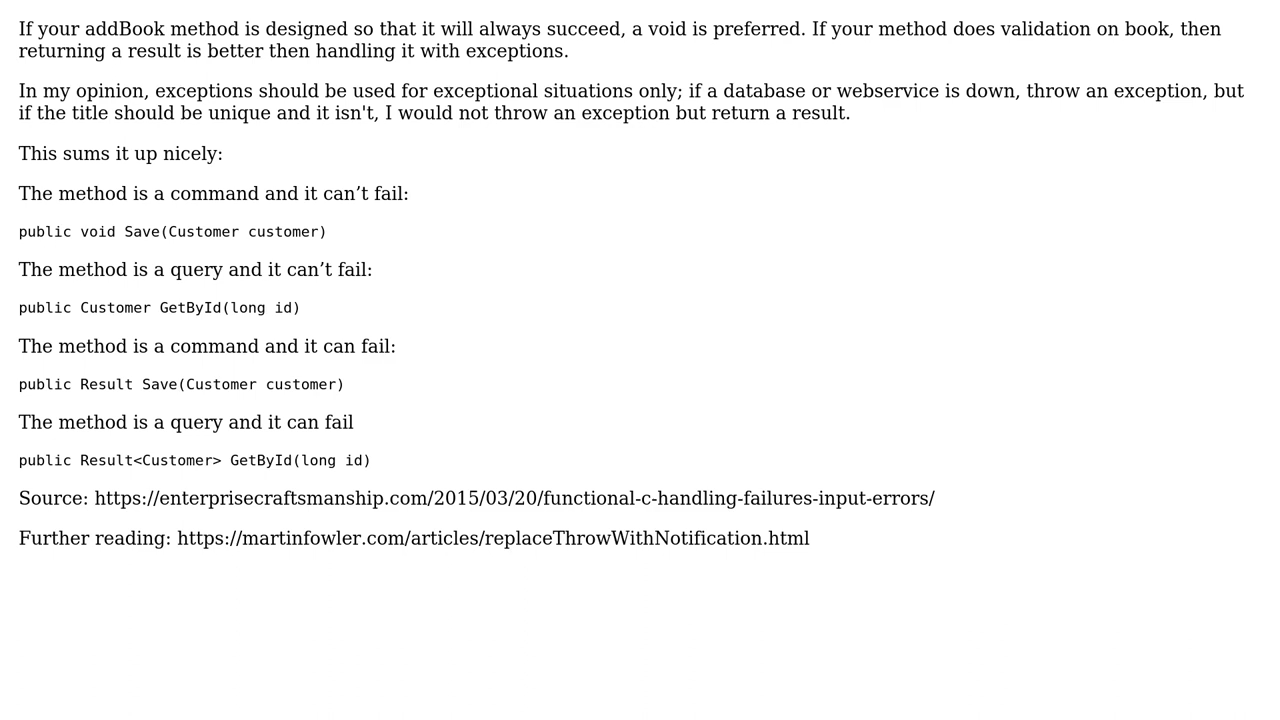 If your addBook method is designed so that it will always succeed, a void is preferred. If your method does validation on book, then
returning a result is better then handling it with exceptions.
In my opinion, exceptions should be used for exceptional situations only; if a database or webservice is down, throw an exception, but
if the title should be unique and it isn't, I would not throw an exception but return a result.
This sums it up nicely:
The method is a command and it can’t fail:
public void Save(Customer customer)
The method is a query and it can’t fail:
public Customer GetById(long id)
The method is a command and it can fail:
public Result Save(Customer customer)
The method is a query and it can fail
public Result<Customer> GetById(long id)
Source: https://enterprisecraftsmanship.com/2015/03/20/functional-c-handling-failures-input-errors/
Further reading: https://martinfowler.com/articles/replaceThrowWithNotification.html